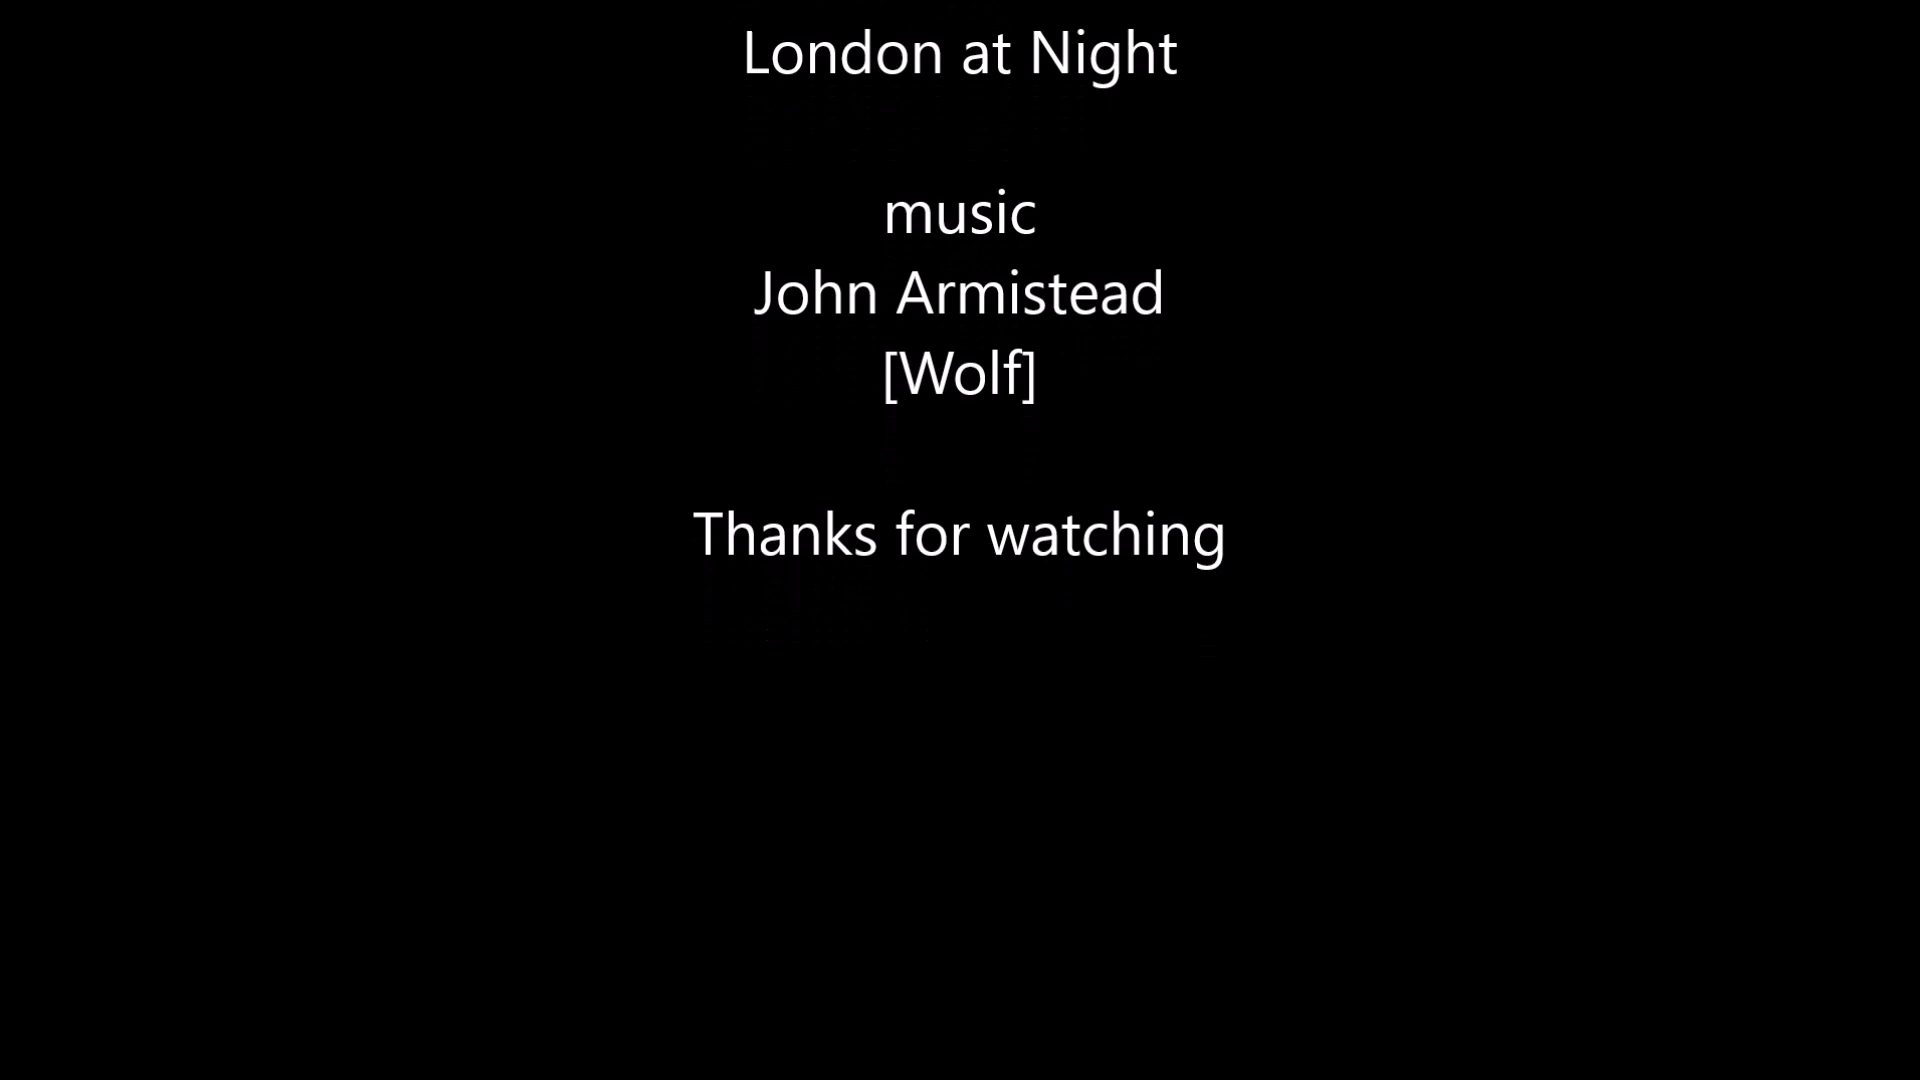 London at Night
music
John Armistead
[Wolf]
Thanks for watching